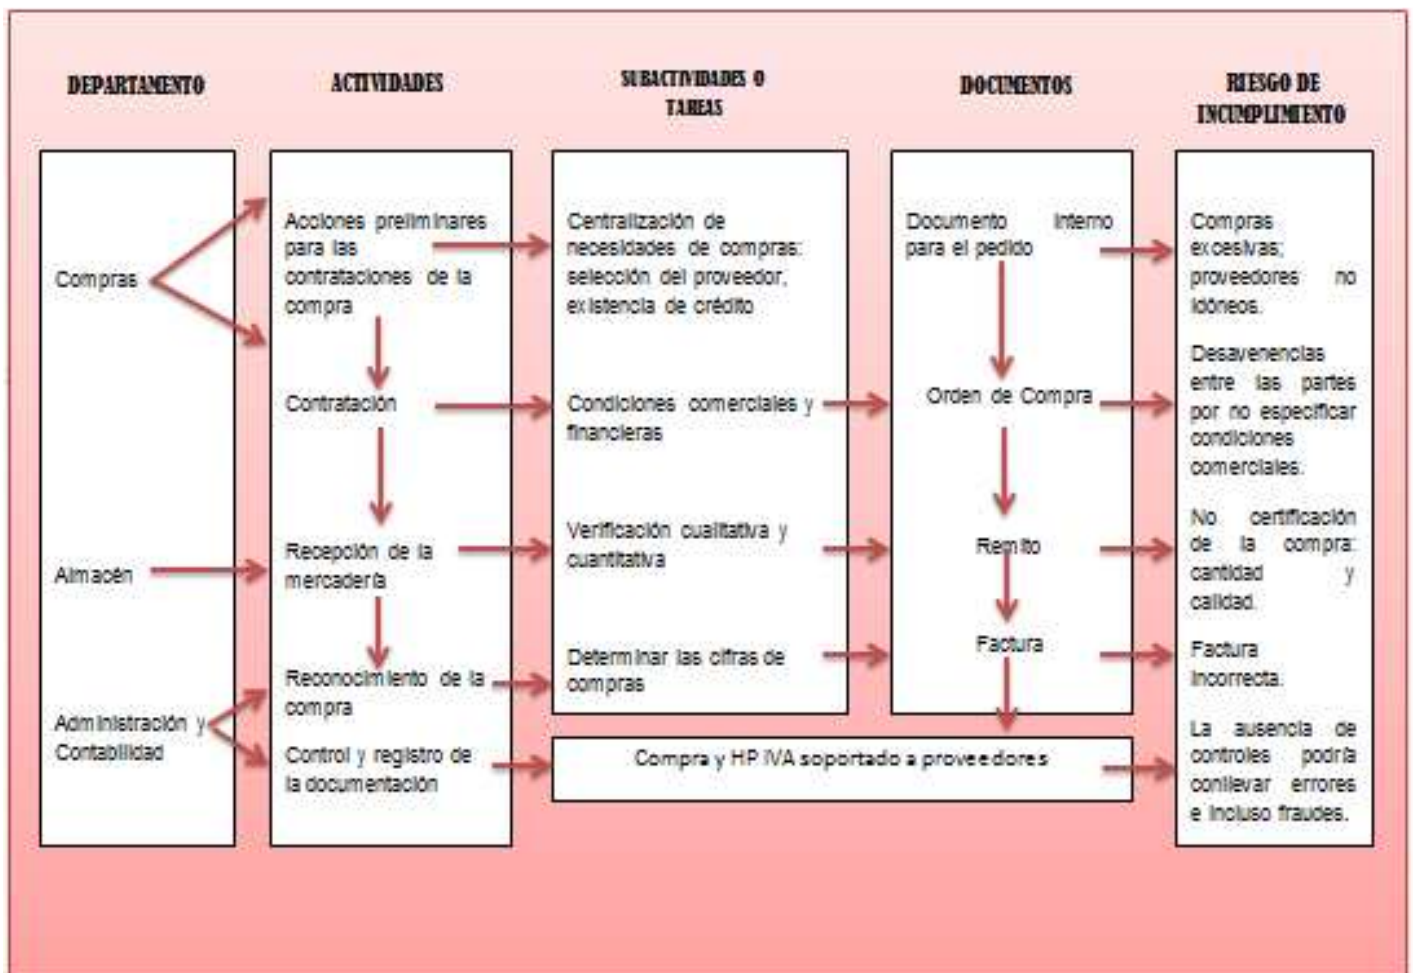 DEPARTAMENTO
ACTIVIDADES
SUBACTIVIDADES O
TAREAS
DOCUMENTOS
RIESGO DE
INCUMPLIMIENTO
Compras
Almacén
Administración y
Contabilidad
Acciones preliminares
para las
contrataciones de la
compra
Contratación
Recepción de la
mercadería
Reconocimiento de la
compra
Control y registro de
la documentación
Centralización de
necesidades de compras:
selección del proveedor,
existencia de crédito
Condiciones comerciales y
financieras
Verificación cualitativa y
cuantitativa
Determinar las cifras de
compras
Documento interno
para el pedido
Orden de Compra
Remito
Factura
Compra y HP IVA soportado a proveedores
Compras
excesivas;
proveedores no
idóneos.
Desavenencias
entre las partes
por no especificar
condiciones
comerciales.
No certificación
de la compra:
cantidad y
calidad.
Factura
incorrecta.
La ausencia de
controles podría
conllevar errores
e incluso fraudes.